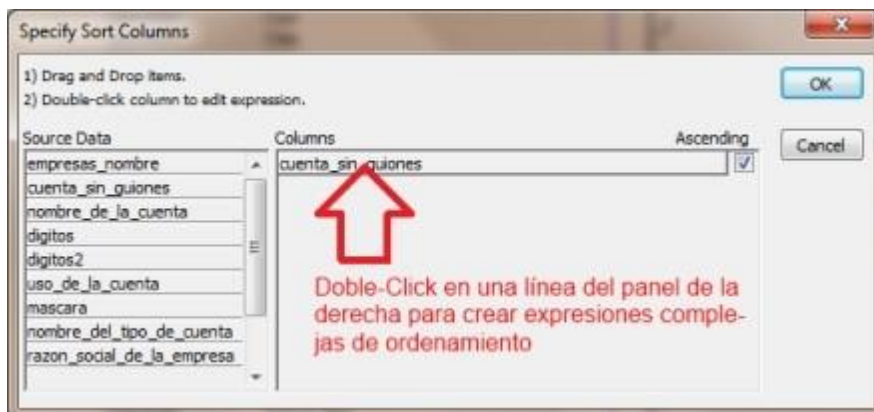 Specify Sort Columns
1) Drag and Drop items.
2) Double-click column to edit expression.
OK
Source Data
Columns
Ascending
Cancel
empresas_nombre
cuenta_sin_guiones
nombre_de_la_cuenta
digitos
digitos2
uso_de_la_cuenta
mascara
nombre_del_tipo_de_cuenta
razon_social_de_la_empresa
cuenta_sin_guiones
Doble-Click en una línea del panel de la
derecha para crear expresiones comple-
jas de ordenamiento